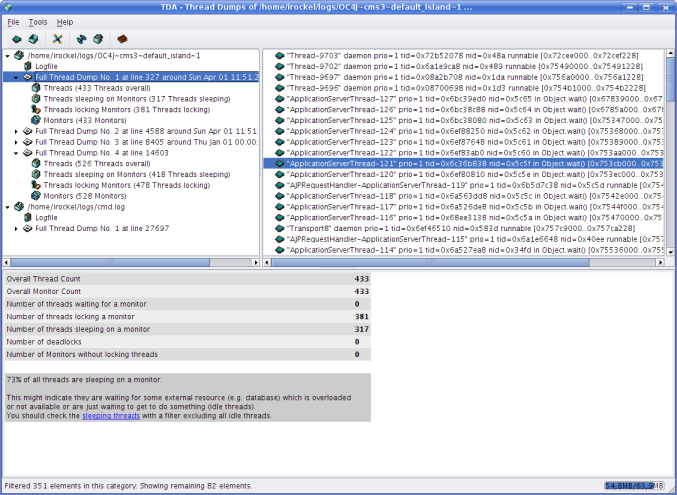 TDA - Thread Dumps of /home/irockel/logs/OC4J~cms3~default_island~1 ...
File Tools Help
/home/irockel/logs/OC4J~cms3~default_island~1
Logfile
Full Thread Dump No. 1 at line 327 around Sun Apr 01 11:51:2
Threads (433 Threads overall)
Threads sleeping on Monitors (317 Threads sleeping)
Threads locking Monitors (381 Threads locking)
Monitors (433 Monitors)
Full Thread Dump No. 2 at line 4588 around Sun Apr 01 11:51:
Full Thread Dump No. 3 at line 8405 around Thu Jan 01 00:00:
Full Thread Dump No. 4 at line 14603
Threads (526 Threads overall)
Threads sleeping on Monitors (418 Threads sleeping)
Threads locking Monitors (478 Threads locking)
Monitors (528 Monitors)
/home/irockel/logs/cmd.log
Logfile
Full Thread Dump No. 1 at line 27697
"Thread-9703" daemon prio=1 tid=0x72b52078 nid=0x48a runnable [0x72cee000..0x72cef228]
"Thread-9702" daemon prio=1 tid=0x6a1e9ca8 nid=0x489 runnable [0x75490000..0x75491228]
"Thread-9697" daemon prio=1 tid=0x08a2b708 nid=0x1da runnable [0x756a0000..0x756a1228]
"Thread-9696" daemon prio=1 tid=0x08700698 nid=0x1d3 runnable [0x754b1000..0x754b2228]
"ApplicationServerThread-127" prio=1 tid=0x6bc39ed0 nid=0x5c65 in Object.wait() [0x67839000..0x67
"ApplicationServerThread-126" prio=1 tid=0x6bc38c88 nid=0x5c64 in Object.wait() [0x6785a000..0x67
"ApplicationServerThread-125" prio=1 tid=0x6bc38080 nid=0x5c63 in Object.wait() [0x75347000..0x753
"ApplicationServerThread-124" prio=1 tid=0x6ef88250 nid=0x5c62 in Object.wait() [0x75368000..0x753
"ApplicationServerThread-123" prio=1 tid=0x6ef87648 nid=0x5c61 in Object.wait() [0x75389000..0x753
"ApplicationServerThread-122" prio=1 tid=0x6ef83ab0 nid=0x5c60 in Object.wait() [0x753aa000..0x753
"ApplicationServerThread-121" prio=1 tid=0x6c36b838 nid=0x5c5f in Object.wait() [0x753cb000..0x753
"ApplicationServerThread-120" prio=1 tid=0x6ef80810 nid=0x5c5e in Object.wait() [0x753ec000..0x753
"AJPRequestHandler-ApplicationServerThread-119" prio=1 tid=0x6b5d7c38 nid=0x5c5d runnable [0x754
"ApplicationServerThread-118" prio=1 tid=0x6a563dd8 nid=0x5c5c in Object.wait() [0x7542e000..0x75
"ApplicationServerThread-117" prio=1 tid=0x6a526de8 nid=0x5c5b in Object.wait() [0x7544f000..0x754
"ApplicationServerThread-116" prio=1 tid=0x68ee3138 nid=0x5c5a in Object.wait() [0x75470000..0x75
"Transport8" daemon prio=1 tid=0x6ef46510 nid=0x583d runnable [0x757c9000..0x757ca228]
"AJPRequestHandler-ApplicationServerThread-115" prio=1 tid=0x6a1e6648 nid=0x40ee runnable [0x757
"ApplicationServerThread-114" prio=1 tid=0x6a527ea8 nid=0x34fd in Object.wait() [0x75536000..0x755
Overall Thread Count 433
Overall Monitor Count 433
Number of threads waiting for a monitor 0
Number of threads locking a monitor 381
Number of threads sleeping on a monitor 317
Number of deadlocks 0
Number of Monitors without locking threads 0
73% of all threads are sleeping on a monitor.
This might indicate they are waiting for some external resource (e.g. database) which is overloaded
or not available or are just waiting to get to do something (idle threads).
You should check the sleeping threads with a filter excluding all idle threads.
Filtered 351 elements in this category. Showing remaining 82 elements. 54,8MB/63,9MB